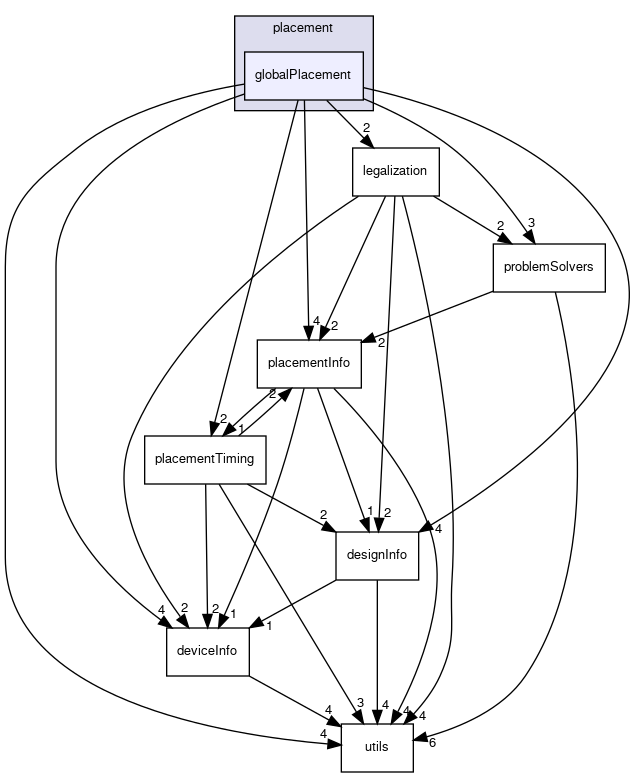 placement
globalPlacement
2
legalization
2
3
problemSolvers
4
2
2
placementInfo
2
2
1
placementTiming
2
1
2
4
designInfo
4
2
2
1
1
deviceInfo
4
3
4
4
4
4
6
utils